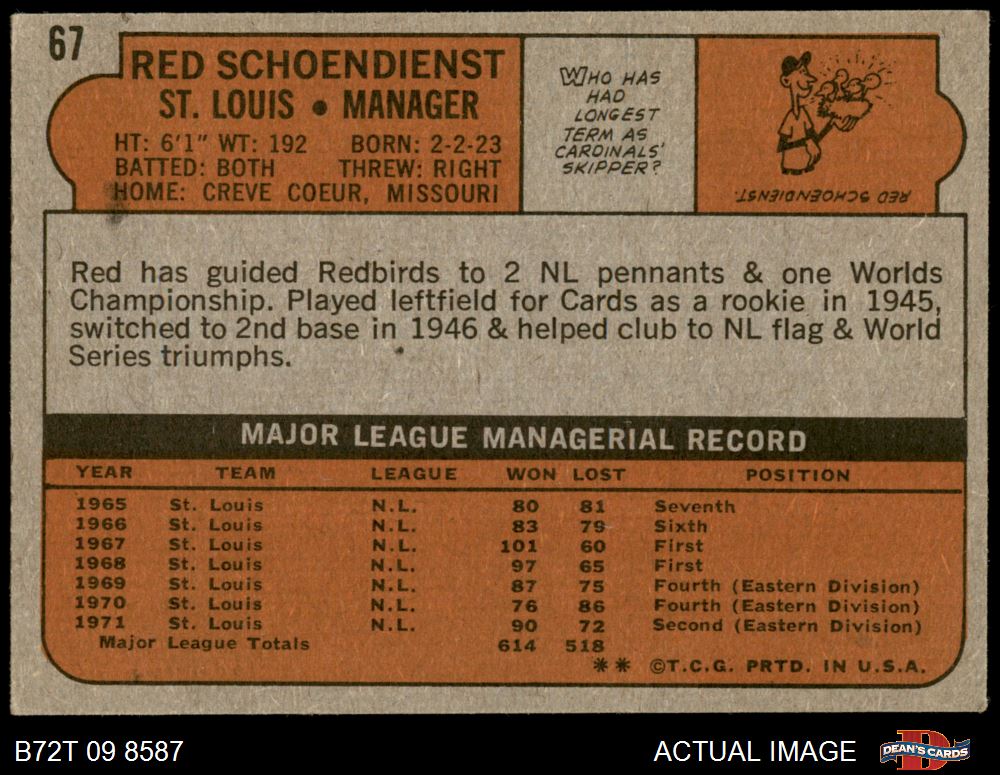 67
RED SCHOENDIENST
ST. LOUIS • MANAGER
HT: 6'1" WT: 192 BORN: 2-2-23
BATTED: BOTH THREW: RIGHT
HOME: CREVE COEUR, MISSOURI
WHO HAS
HAD
LONGEST
TERM AS
CARDINALS'
SKIPPER?
RED SCHOENDIENST.
Red has guided Redbirds to 2 NL pennants & one Worlds
Championship. Played leftfield for Cards as a rookie in 1945,
switched to 2nd base in 1946 & helped club to NL flag & World
Series triumphs.
MAJOR LEAGUE MANAGERIAL RECORD
YEAR TEAM LEAGUE WON LOST POSITION
1965 St. Louis N.L. 80 81 Seventh
1966 St. Louis N.L. 83 79 Sixth
1967 St. Louis N.L. 101 60 First
1968 St. Louis N.L. 97 65 First
1969 St. Louis N.L. 87 75 Fourth (Eastern Division)
1970 St. Louis N.L. 76 86 Fourth (Eastern Division)
1971 St. Louis N.L. 90 72 Second (Eastern Division)
Major League Totals 614 518
** ©T.C.G. PRTD. IN U.S.A.
B72T 09 8587 ACTUAL IMAGE DEAN'S CARDS